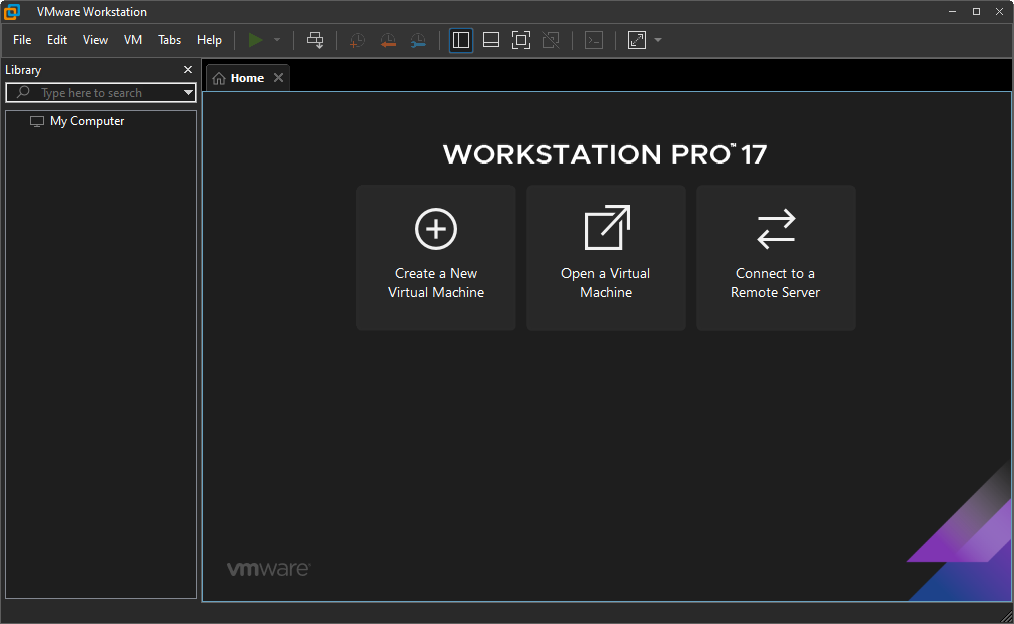 VMware Workstation
File Edit View VM Tabs Help
Library
Type here to search
My Computer
Home
WORKSTATION PRO™ 17
Create a New
Virtual Machine
Open a Virtual
Machine
Connect to a
Remote Server
vmware